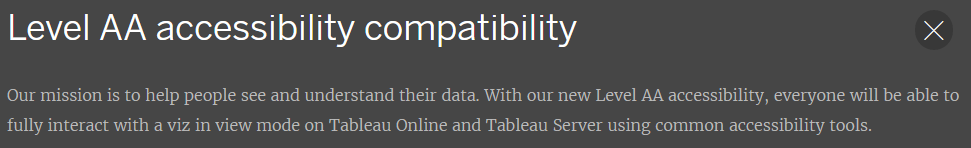 Level AA accessibility compatibility
Our mission is to help people see and understand their data. With our new Level AA accessibility, everyone will be able to
fully interact with a viz in view mode on Tableau Online and Tableau Server using common accessibility tools.